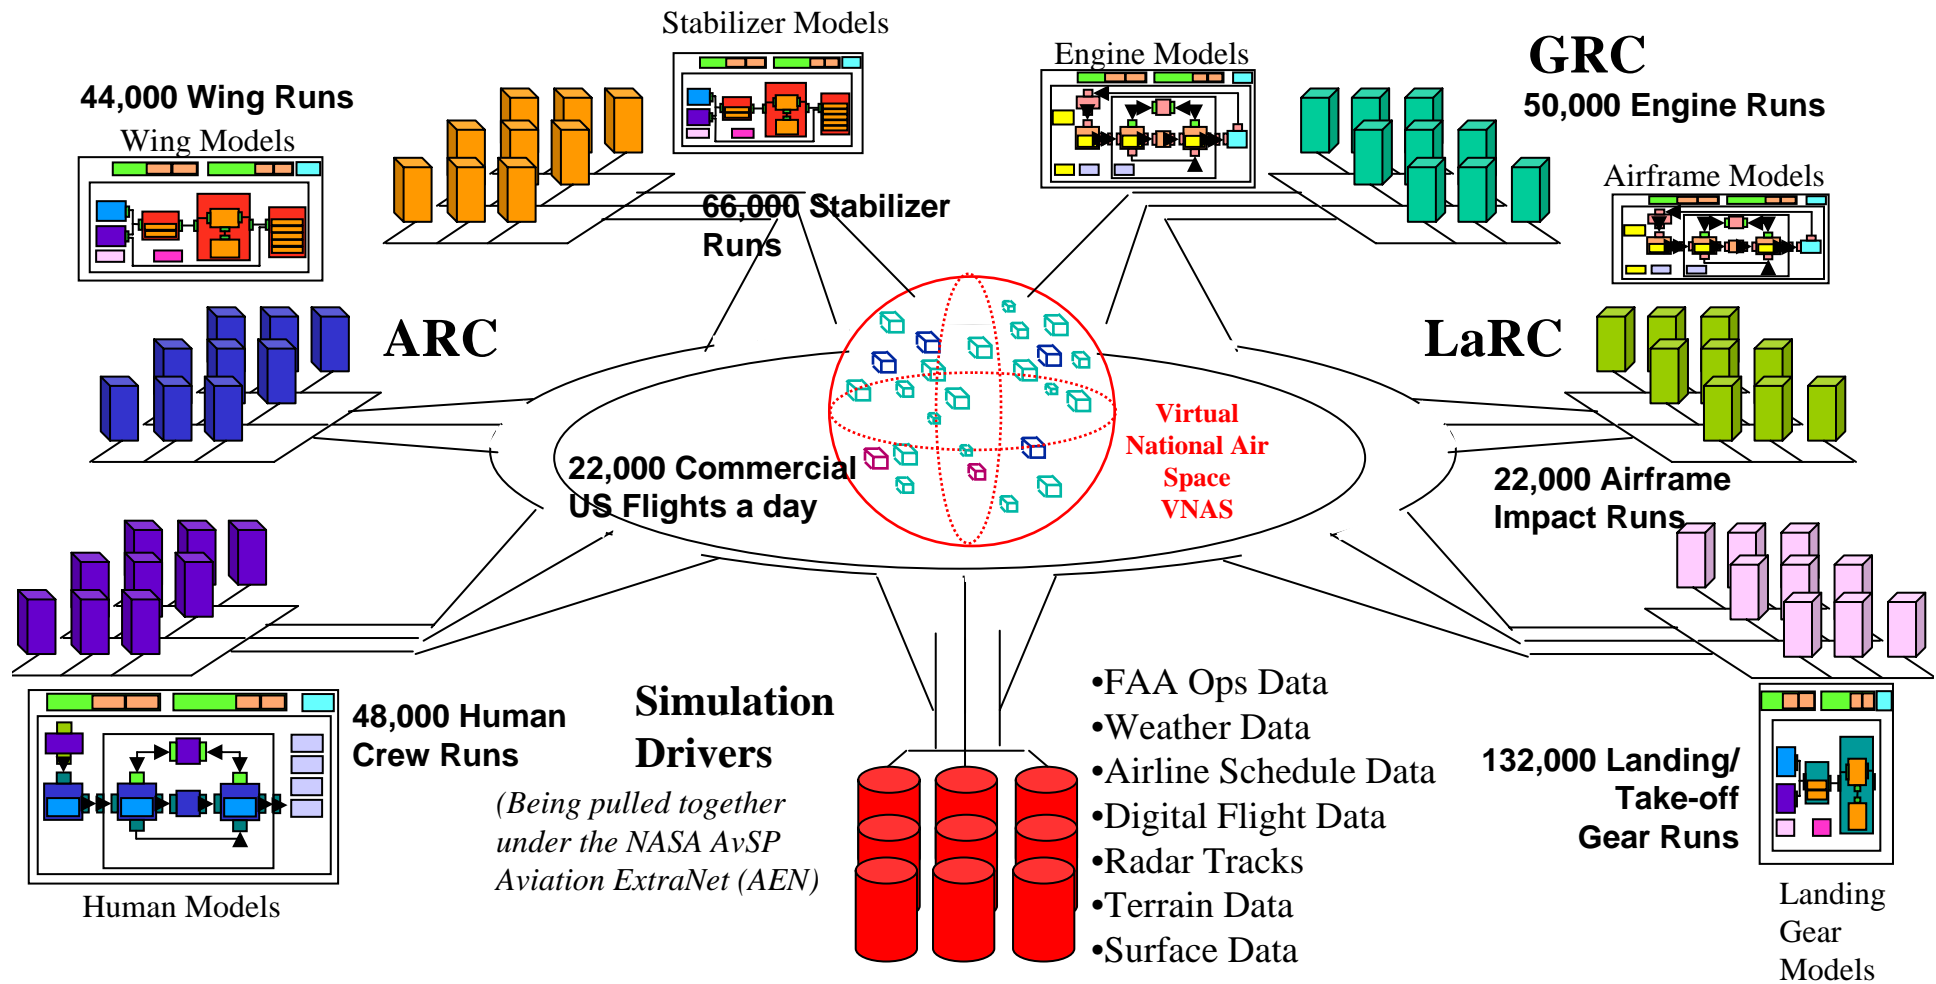 Stabilizer Models
Engine Models
GRC
50,000 Engine Runs
44,000 Wing Runs
Wing Models
Airframe Models
66,000 Stabilizer
Runs
ARC
LaRC
Virtual
National Air
Space
VNAS
22,000 Commercial
US Flights a day
22,000 Airframe
Impact Runs
48,000 Human
Crew Runs
Human Models
Simulation
Drivers
(Being pulled together
under the NASA AvSP
Aviation ExtraNet (AEN)
•FAA Ops Data
•Weather Data
•Airline Schedule Data
•Digital Flight Data
•Radar Tracks
•Terrain Data
•Surface Data
132,000 Landing/
Take-off
Gear Runs
Landing
Gear
Models